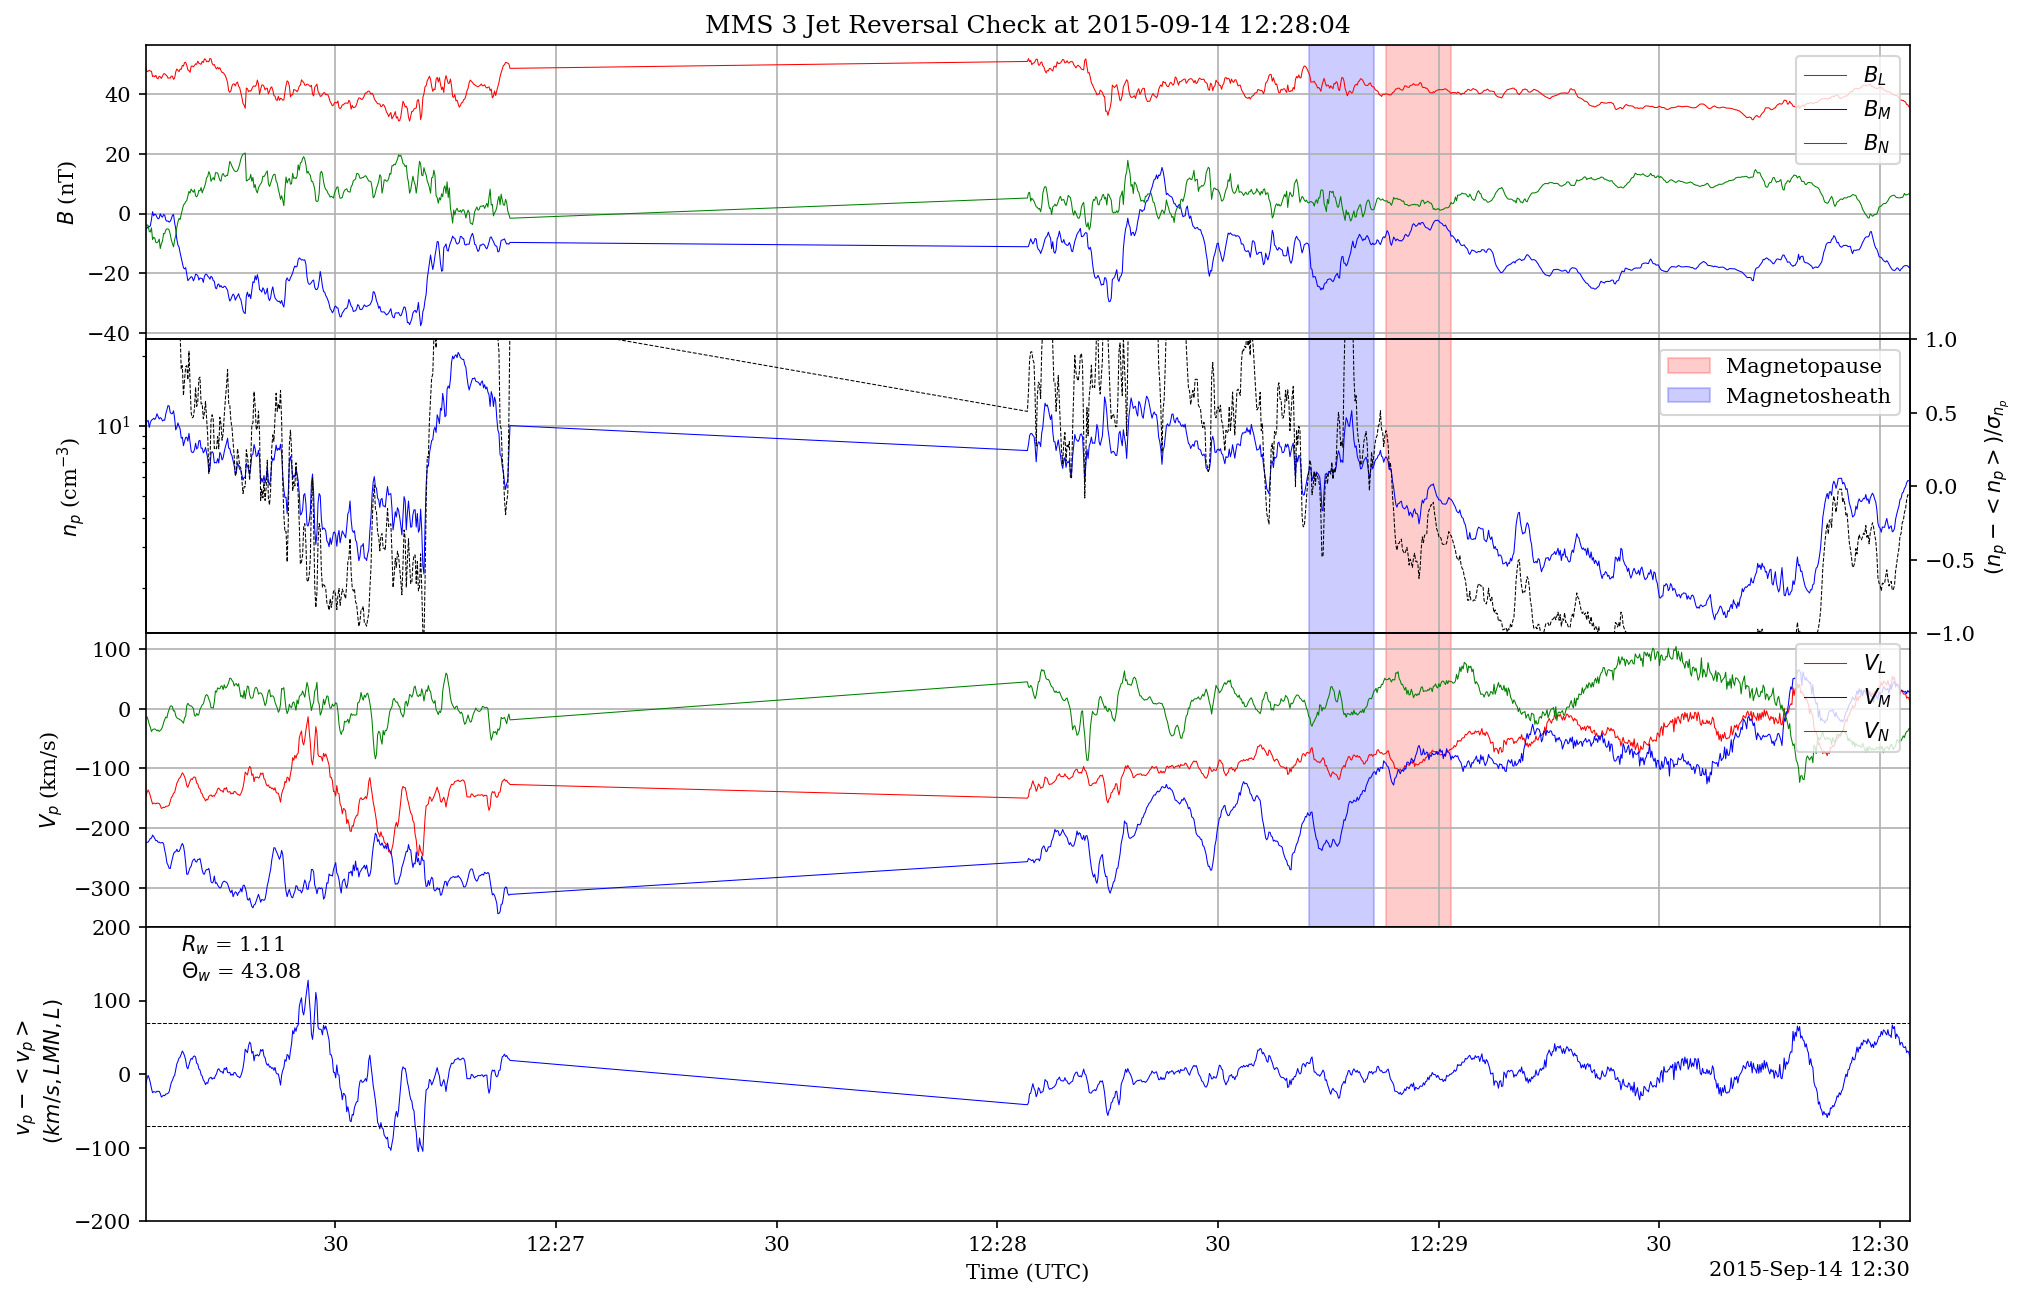 MMS 3 Jet Reversal Check at 2015-09-14 12:28:04
B (nT)
40
20
0
−20
−40
B_L
B_M
B_N
n_p (cm^{−3})
10^1
Magnetopause
Magnetosheath
1.0
0.5
0.0
−0.5
−1.0
(n_p − < n_p >)/σ_{n_p}
V_p (km/s)
100
0
−100
−200
−300
V_L
V_M
V_N
v_p − < v_p >
(km/s, LMN, L)
200
100
0
−100
−200
R_w = 1.11
Θ_w = 43.08
30
12:27
30
12:28
30
12:29
30
12:30
Time (UTC)
2015-Sep-14 12:30